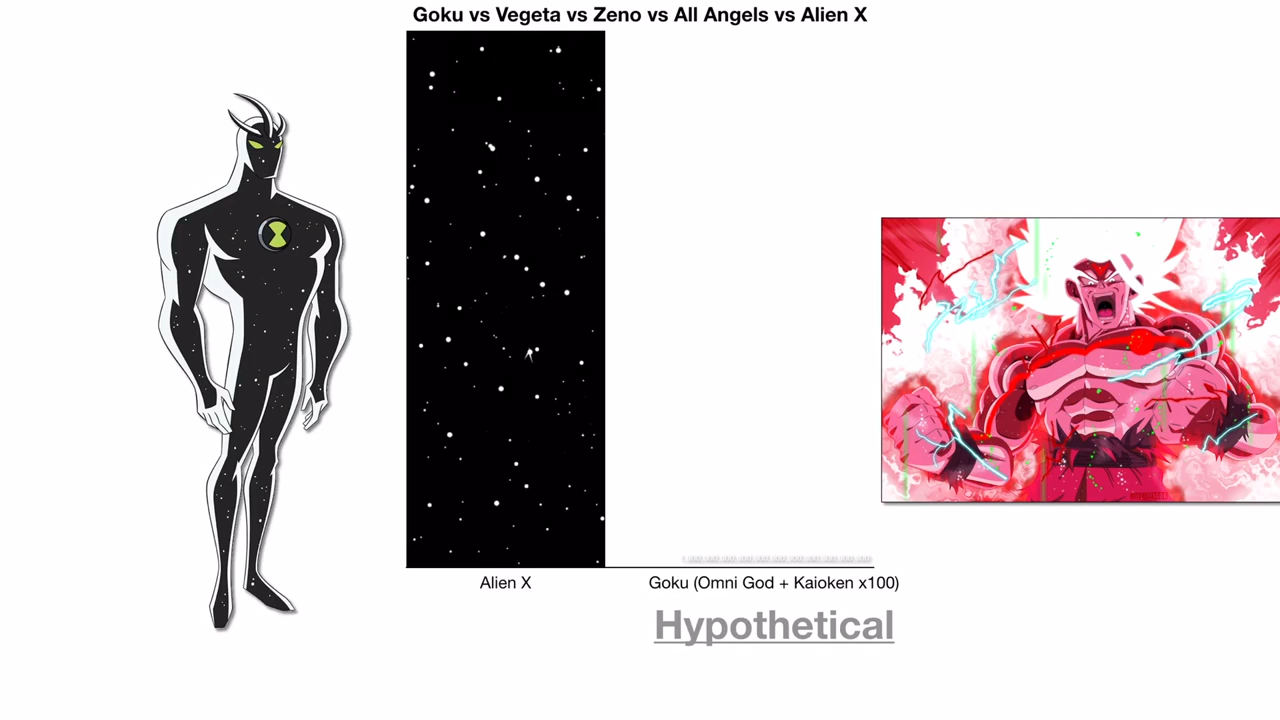 Goku vs Vegeta vs Zeno vs All Angels vs Alien X
Alien X
Goku (Omni God + Kaioken x100)
Hypothetical